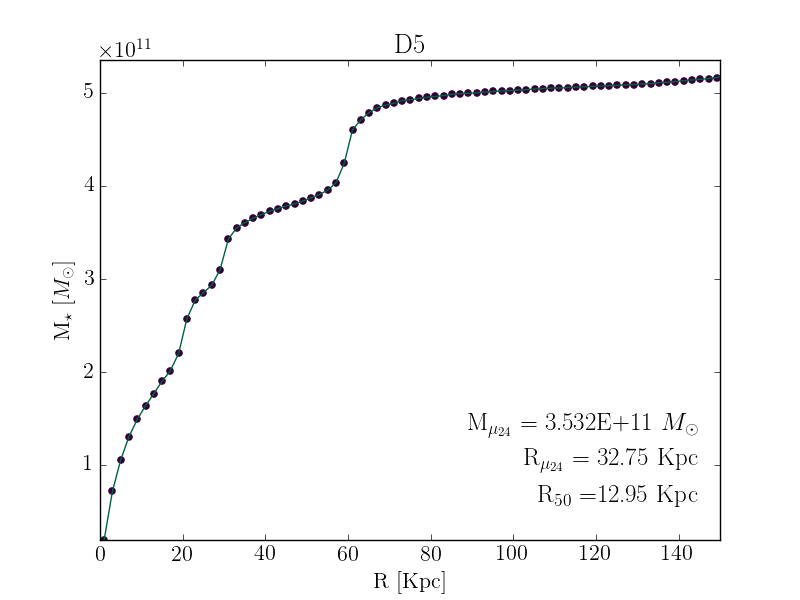 D5
×10¹¹
5
4
3
2
1
M⋆ [M⊙]
M_μ₂₄ = 3.532E+11 M⊙
R_μ₂₄ = 32.75 Kpc
R₅₀ =12.95 Kpc
0 20 40 60 80 100 120 140
R [Kpc]